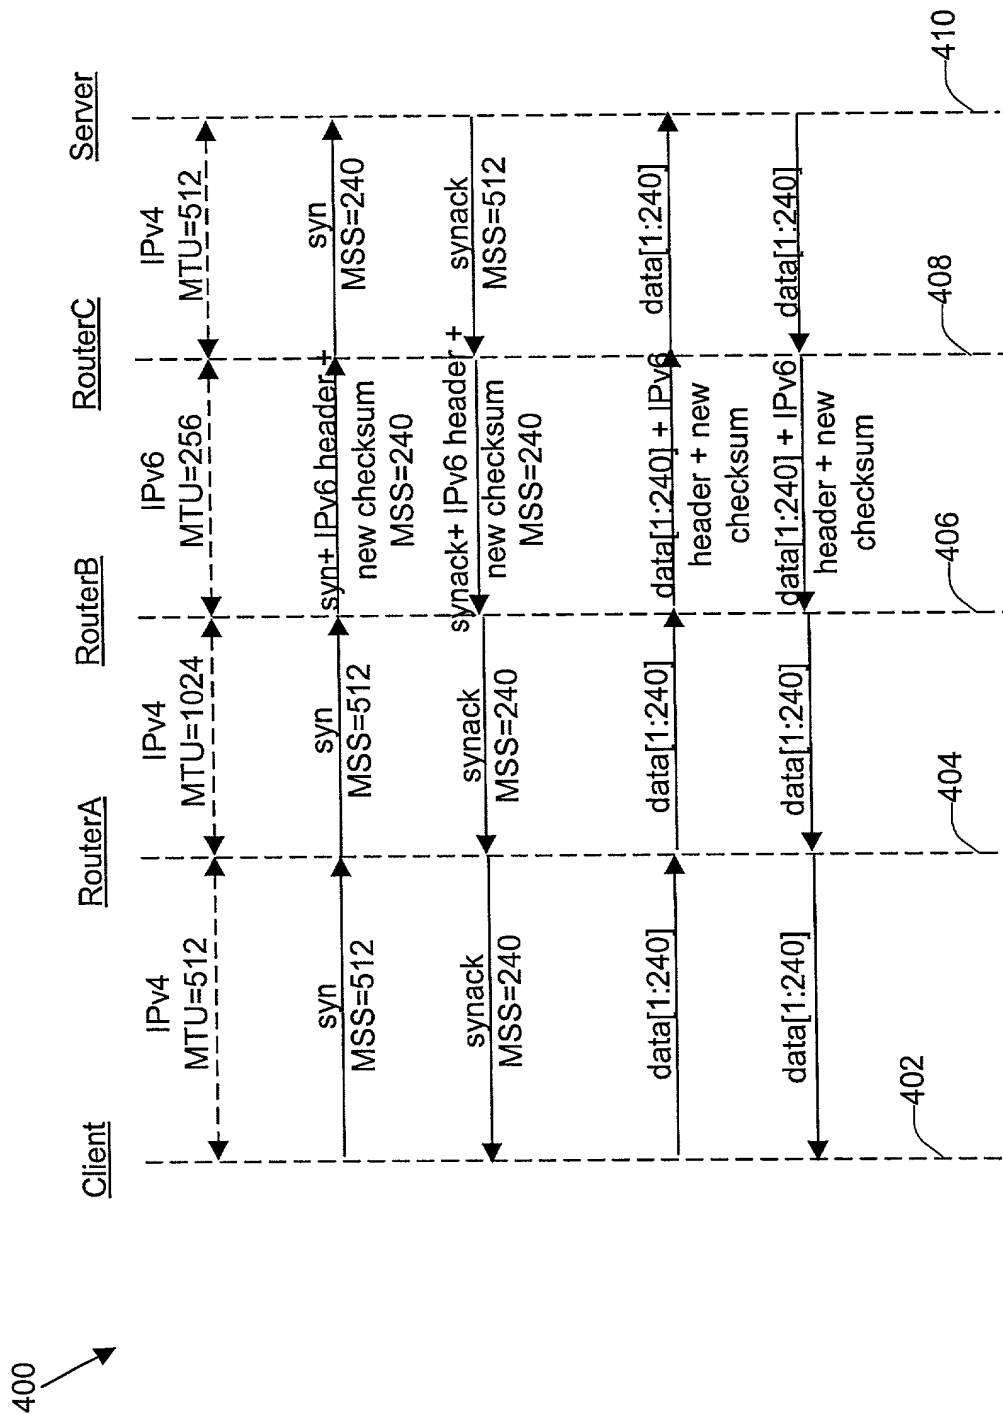 400
Client
RouterA
RouterB
RouterC
Server
IPv4
MTU=512
IPv4
MTU=1024
IPv6
MTU=256
IPv4
MTU=512
syn
MSS=512
syn
MSS=512
syn+ IPv6 header +
new checksum
MSS=240
syn
MSS=240
synack
MSS=240
synack
MSS=240
synack+ IPv6 header +
new checksum
MSS=240
synack
MSS=512
data[1:240]
data[1:240]
data[1:240] + IPv6
header + new
checksum
data[1:240]
data[1:240]
data[1:240]
data[1:240] + IPv6
header + new
checksum
data[1:240]
402
404
406
408
410